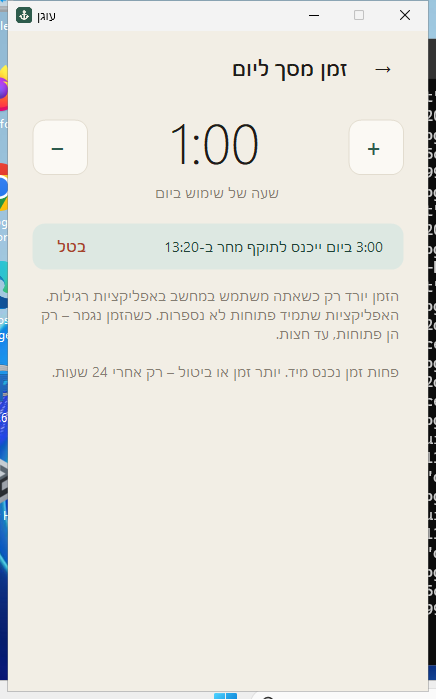 עוגן
זמן מסך ליום
→
+
1:00
−
שעה של שימוש ביום
3:00 ביום ייכנס לתוקף מחר ב-13:20
בטל
הזמן יורד רק כשאתה משתמש במחשב באפליקציות רגילות.
האפליקציות שתמיד פתוחות לא נספרות. כשהזמן נגמר – רק
הן פתוחות, עד חצות.
פחות זמן נכנס מיד. יותר זמן או ביטול – רק אחרי 24 שעות.